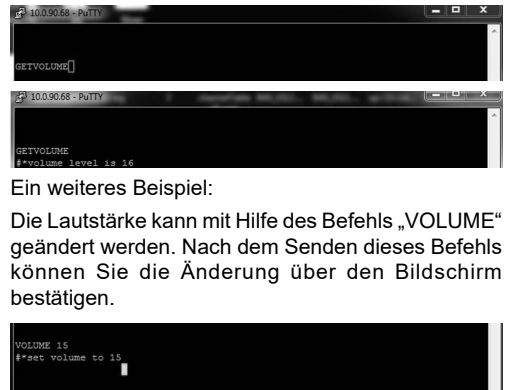 10.0.90.68 - PuTTY
GETVOLUME
10.0.90.68 - PuTTY
GETVOLUME
#*volume level is 16
Ein weiteres Beispiel:
Die Lautstärke kann mit Hilfe des Befehls „VOLUME“
geändert werden. Nach dem Senden dieses Befehls
können Sie die Änderung über den Bildschirm
bestätigen.
VOLUME 15
#*set volume to 15